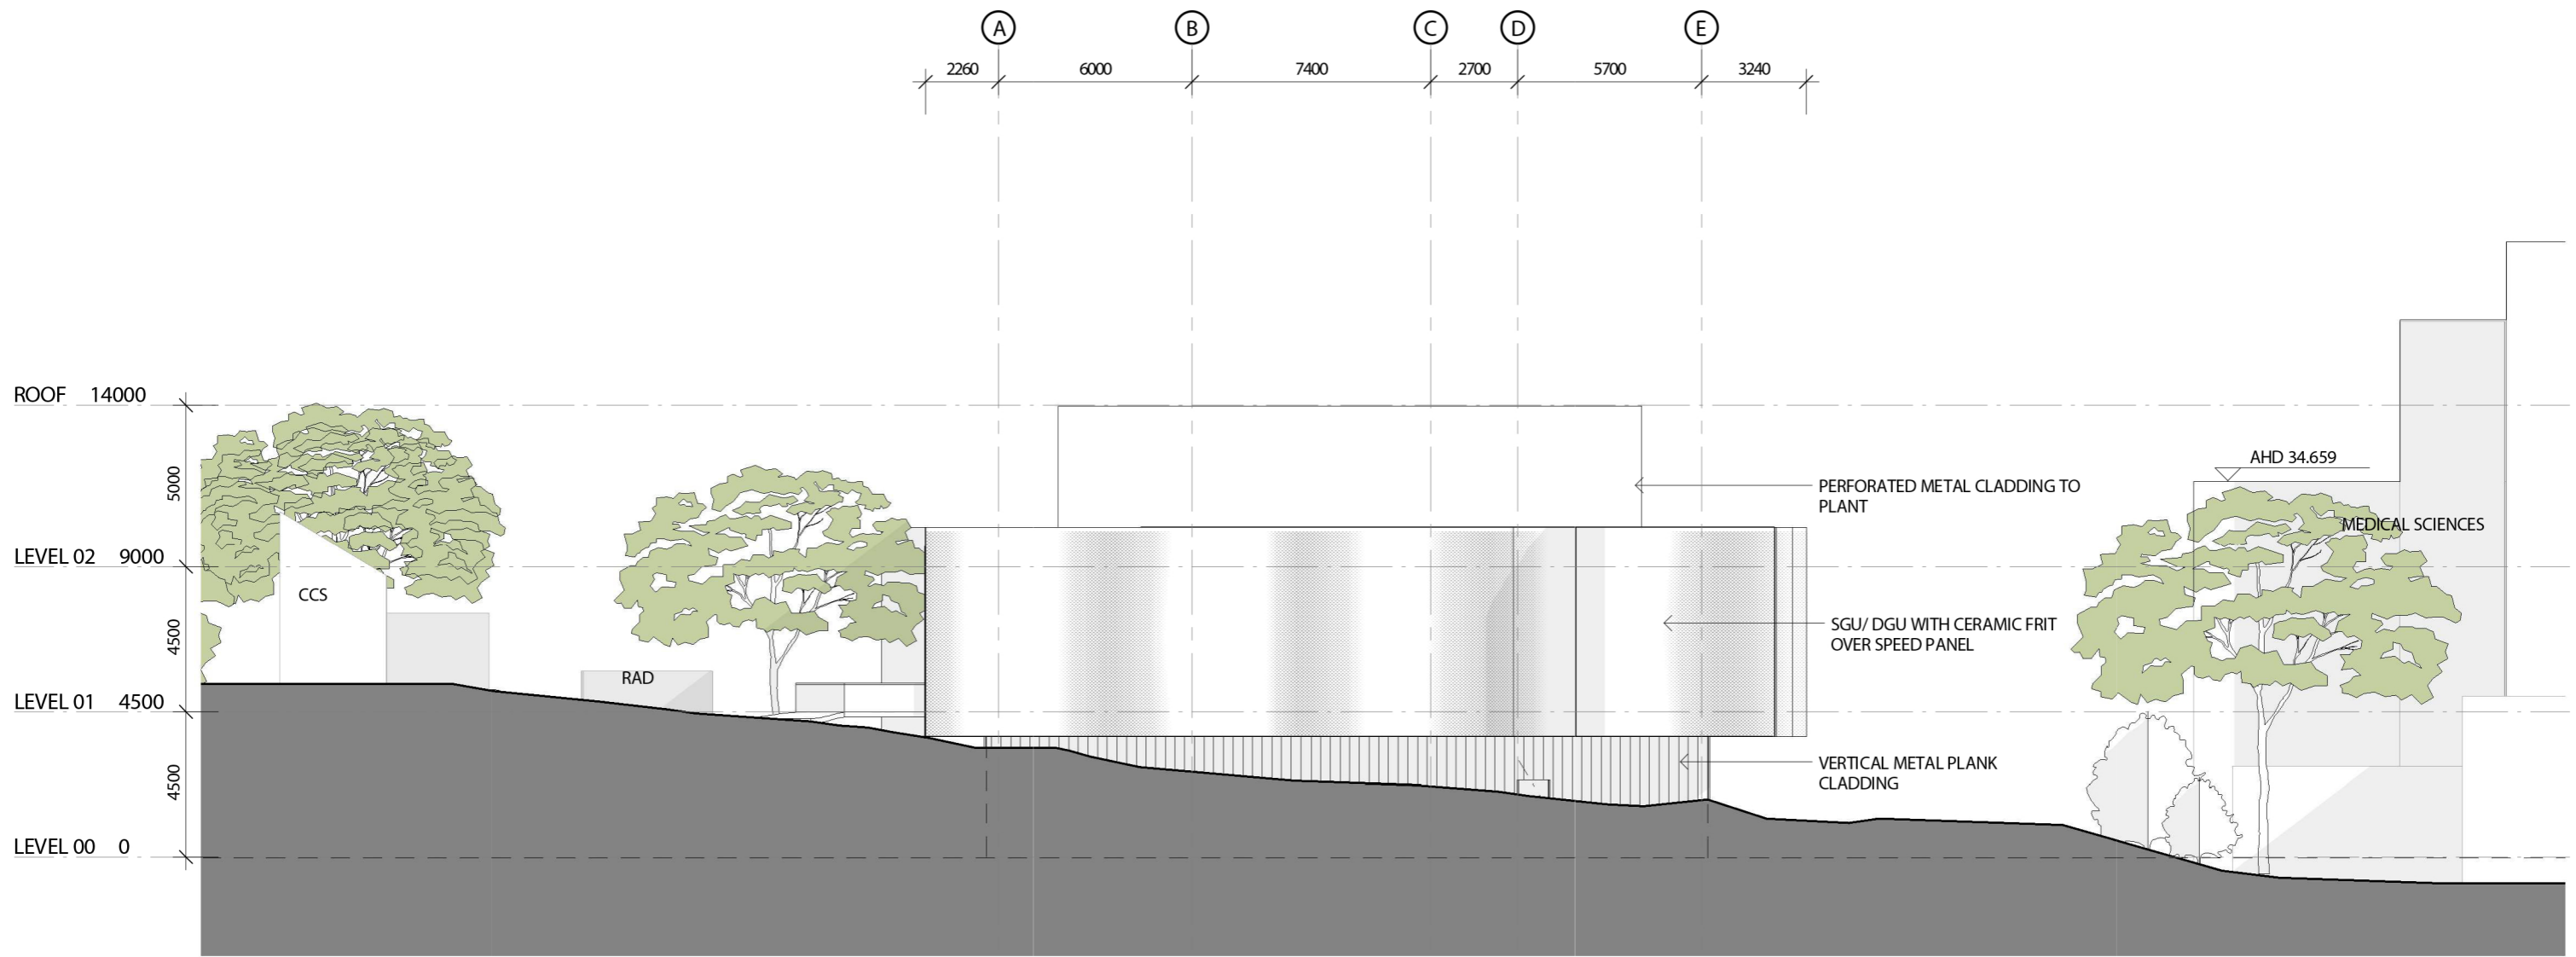 A B C D E
2260 6000 7400 2700 5700 3240
ROOF 14000
5000
AHD 34.659
PERFORATED METAL CLADDING TO
PLANT
MEDICAL SCIENCES
LEVEL 02 9000
CCS
4500
SGU/ DGU WITH CERAMIC FRIT
OVER SPEED PANEL
RAD
LEVEL 01 4500
4500
VERTICAL METAL PLANK
CLADDING
LEVEL 00 0